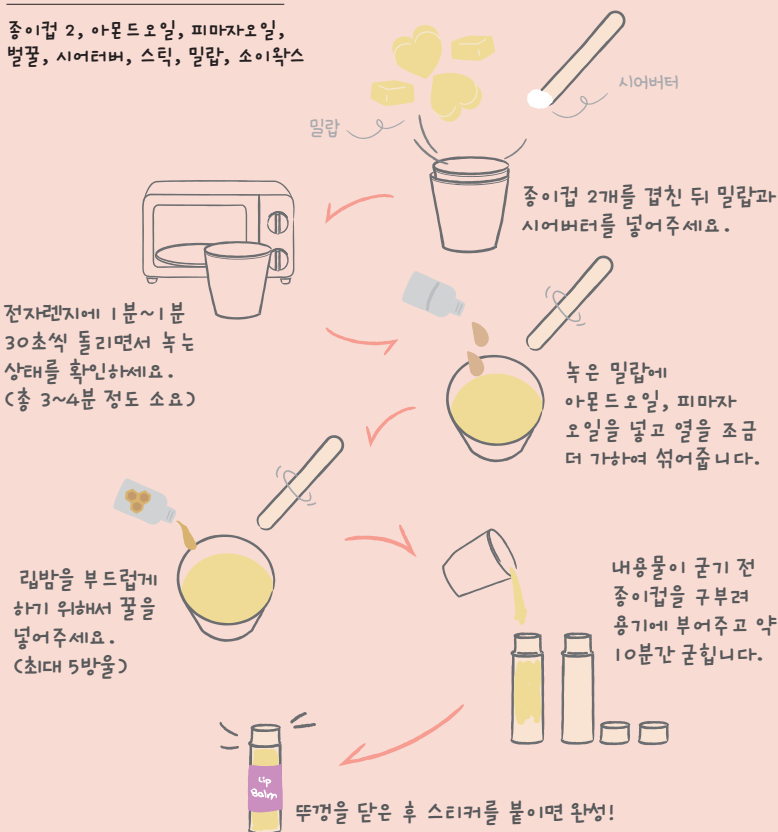 종이컵 2, 아몬드오일, 피마자오일,
벌꿀, 시어터버, 스틱, 밀랍, 소이왁스
밀랍
시어버터
종이컵 2개를 겹친 뒤 밀랍과
시어버터를 넣어주세요.
전자렌지에 1분~1분
30초씩 돌리면서 녹는
상태를 확인하세요.
(총 3~4분 정도 소요)
녹은 밀랍에
아몬드오일, 피마자
오일을 넣고 열을 조금
더 가하여 섞어줍니다.
립밤을 부드럽게
하기 위해서 꿀을
넣어주세요.
(최대 5방울)
내용물이 굳기 전
종이컵을 구부려
용기에 부어주고 약
10분간 굳힙니다.
Lip
Balm
뚜껑을 닫은 후 스티커를 붙이면 완성!